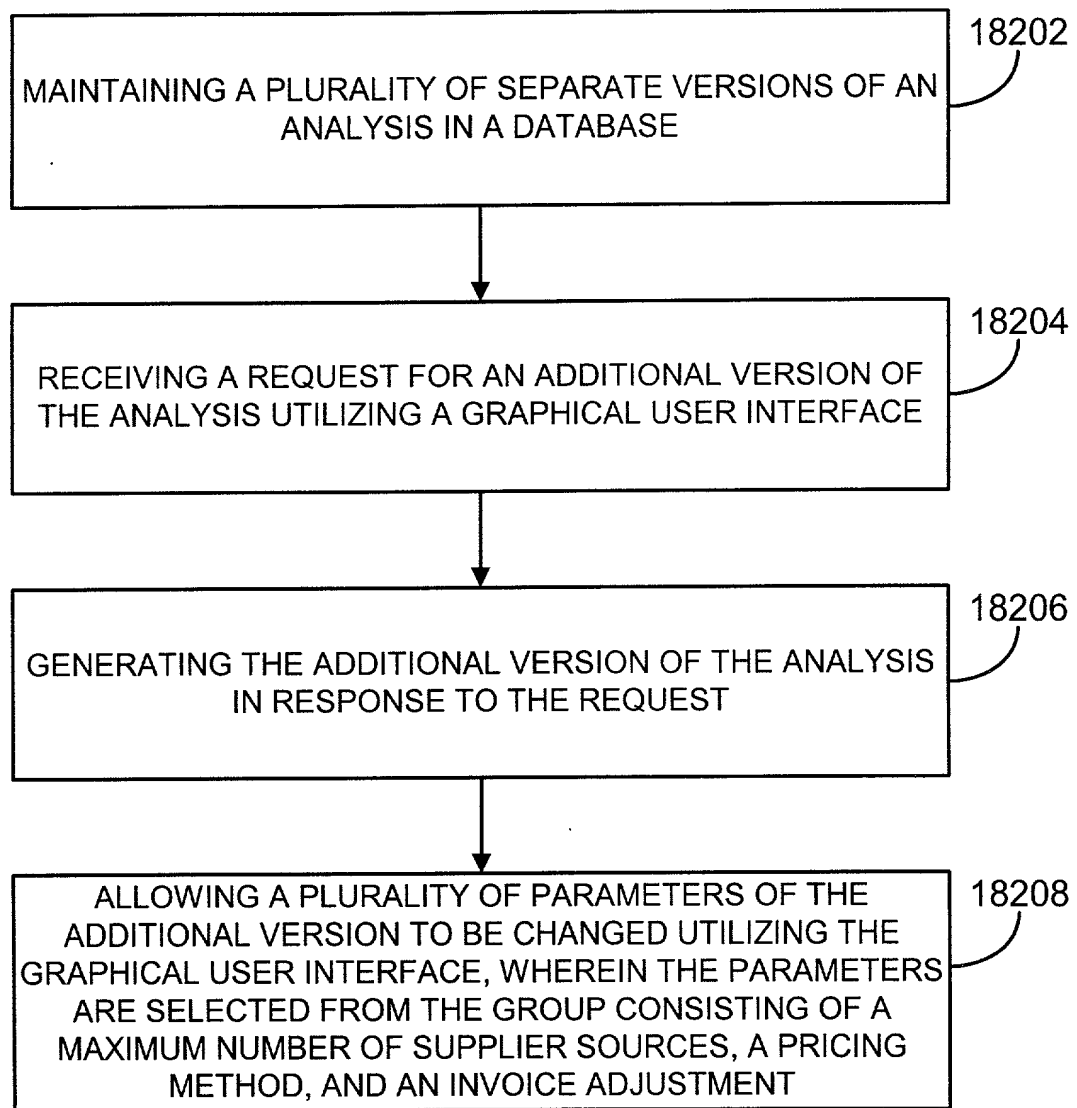 18202
MAINTAINING A PLURALITY OF SEPARATE VERSIONS OF AN
ANALYSIS IN A DATABASE
18204
RECEIVING A REQUEST FOR AN ADDITIONAL VERSION OF
THE ANALYSIS UTILIZING A GRAPHICAL USER INTERFACE
18206
GENERATING THE ADDITIONAL VERSION OF THE ANALYSIS
IN RESPONSE TO THE REQUEST
18208
ALLOWING A PLURALITY OF PARAMETERS OF THE
ADDITIONAL VERSION TO BE CHANGED UTILIZING THE
GRAPHICAL USER INTERFACE, WHEREIN THE PARAMETERS
ARE SELECTED FROM THE GROUP CONSISTING OF A
MAXIMUM NUMBER OF SUPPLIER SOURCES, A PRICING
METHOD, AND AN INVOICE ADJUSTMENT